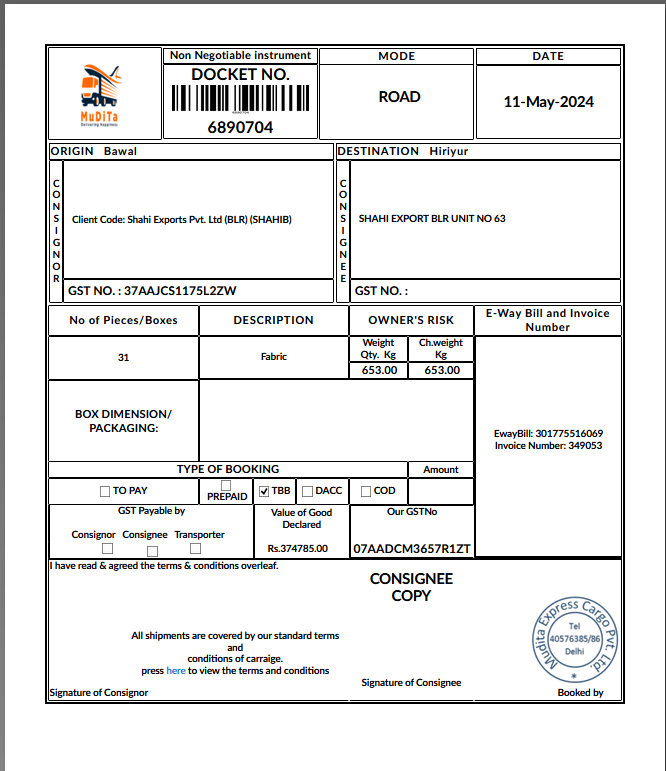 MuDiTa
Delivering Happiness
Non Negotiable instrument
DOCKET NO.
6890704
MODE
ROAD
DATE
11-May-2024
ORIGIN Bawal
DESTINATION Hiriyur
CONSIGNOR
Client Code: Shahi Exports Pvt. Ltd (BLR) (SHAHIB)
GST NO. : 37AAJCS1175L2ZW
CONSIGNEE
SHAHI EXPORT BLR UNIT NO 63
GST NO. :
No of Pieces/Boxes
DESCRIPTION
OWNER'S RISK
E-Way Bill and Invoice
Number
31
Fabric
Weight
Qty. Kg
Ch.weight
Kg
653.00
653.00
BOX DIMENSION/
PACKAGING:
EwayBill: 301775516069
Invoice Number: 349053
TYPE OF BOOKING
Amount
TO PAY
PREPAID
TBB
DACC
COD
GST Payable by
Consignor Consignee Transporter
Value of Good
Declared
Rs.374785.00
Our GSTNo
07AADCM3657R1ZT
I have read & agreed the terms & conditions overleaf.
CONSIGNEE
COPY
All shipments are covered by our standard terms
and
conditions of carraige.
press here to view the terms and conditions
Signature of Consignor
Signature of Consignee
Mudita Express Cargo Pvt. Ltd.
Tel
40576385/86
Delhi
Booked by